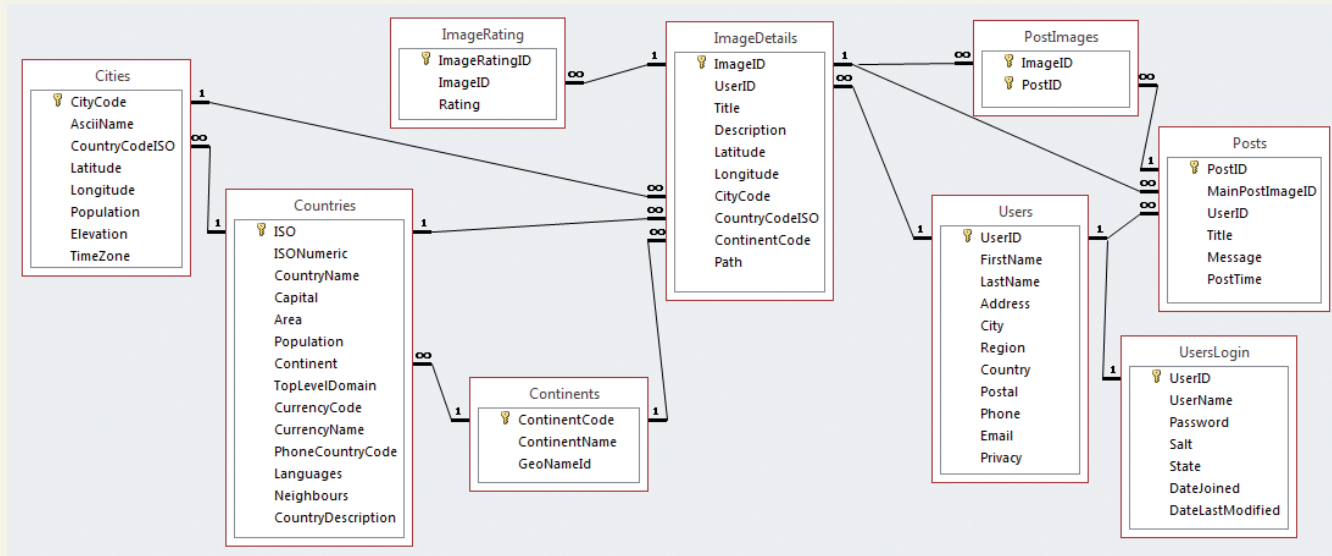 Cities
CityCode
AsciiName
CountryCodeISO
Latitude
Longitude
Population
Elevation
TimeZone
1
∞
Countries
ISO
ISONumeric
CountryName
Capital
Area
Population
Continent
TopLevelDomain
CurrencyCode
CurrencyName
PhoneCountryCode
Languages
Neighbours
CountryDescription
1
1
∞
ImageRating
ImageRatingID
ImageID
Rating
∞
Continents
ContinentCode
ContinentName
GeoNameId
1
1
ImageDetails
ImageID
UserID
Title
Description
Latitude
Longitude
CityCode
CountryCodeISO
ContinentCode
Path
1
∞
∞
∞
1
∞
PostImages
ImageID
PostID
∞
∞
Users
UserID
FirstName
LastName
Address
City
Region
Country
Postal
Phone
Email
Privacy
1
1
Posts
PostID
MainPostImageID
UserID
Title
Message
PostTime
1
∞
∞
UsersLogin
UserID
UserName
Password
Salt
State
DateJoined
DateLastModified
1